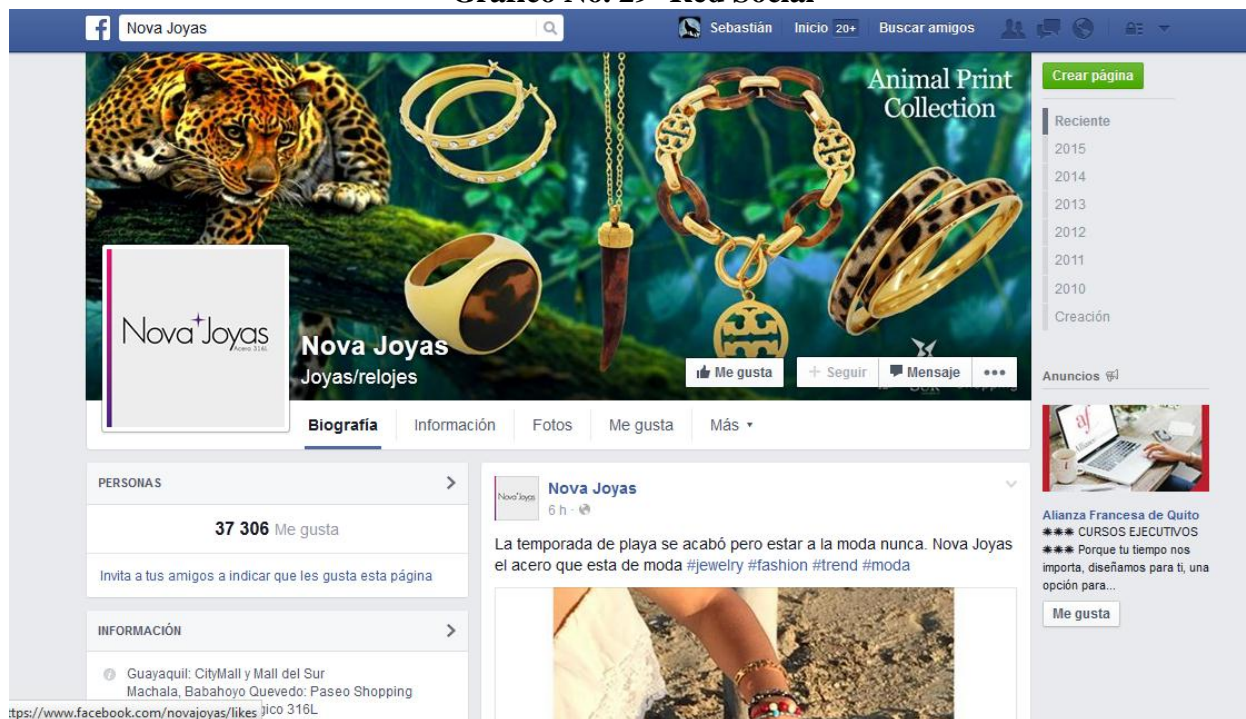 Gráfico No. 29 Red Social
Nova Joyas
Sebastián Inicio 20+ Buscar amigos
Animal Print
Collection
Crear página
Reciente
2015
2014
2013
2012
2011
2010
Creación
Nova Joyas
Acero 316L
Nova Joyas
Joyas/relojes
Me gusta
+ Seguir
Mensaje
Biografía Información Fotos Me gusta Más
Anuncios
PERSONAS
37 306 Me gusta
Invita a tus amigos a indicar que les gusta esta página
INFORMACIÓN
Guayaquil: CityMall y Mall del Sur
Machala, Babahoyo Quevedo: Paseo Shopping
gico 316L
ttps://www.facebook.com/novajoyas/likes
Nova Joyas
Nova Joyas
6 h
La temporada de playa se acabó pero estar a la moda nunca. Nova Joyas
el acero que esta de moda #jewelry #fashion #trend #moda
af
Alianza Francesa de Quito
✱✱✱ CURSOS EJECUTIVOS
✱✱✱ Porque tu tiempo nos
importa, diseñamos para ti, una
opción para...
Me gusta